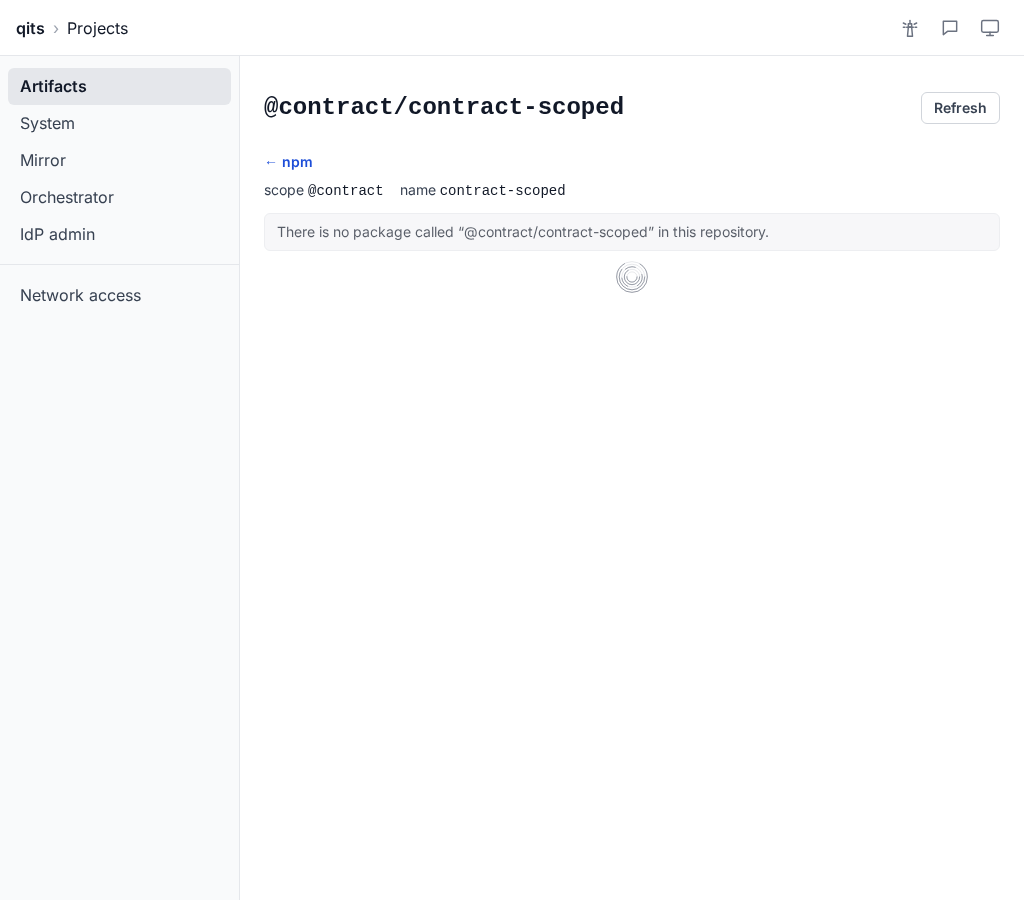 qits › Projects
Artifacts
System
Mirror
Orchestrator
IdP admin
Network access
@contract/contract-scoped
Refresh
← npm
scope @contract name contract-scoped
There is no package called “@contract/contract-scoped” in this repository.